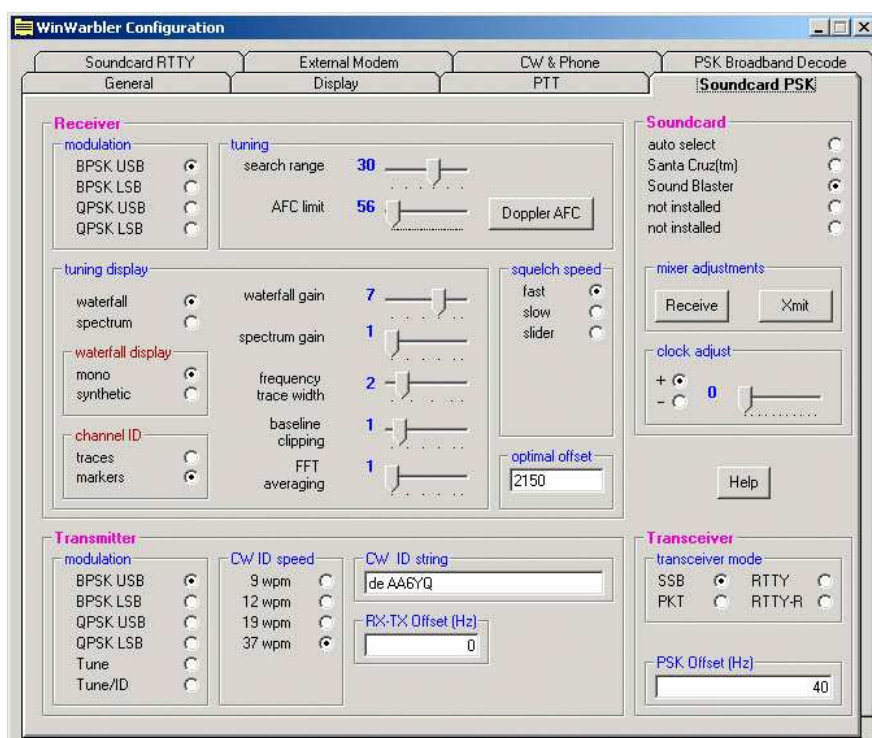 WinWarbler Configuration
Soundcard RTTY External Modem CW & Phone PSK Broadband Decode
General Display PTT Soundcard PSK
Receiver
modulation
BPSK USB
BPSK LSB
QPSK USB
QPSK LSB
tuning
search range 30
AFC limit 56
Doppler AFC
tuning display
waterfall
spectrum
waterfall display
mono
synthetic
channel ID
traces
markers
waterfall gain 7
spectrum gain 1
frequency
trace width 2
baseline
clipping 1
FFT
averaging 1
squelch speed
fast
slow
slider
optimal offset
2150
Soundcard
auto select
Santa Cruz(tm)
Sound Blaster
not installed
not installed
mixer adjustments
Receive Xmit
clock adjust
+
- 0
Help
Transmitter
modulation
BPSK USB
BPSK LSB
QPSK USB
QPSK LSB
Tune
Tune/ID
CW ID speed
9 wpm
12 wpm
19 wpm
37 wpm
CW ID string
de AA6YQ
RX-TX Offset (Hz)
0
Transceiver
transceiver mode
SSB RTTY
PKT RTTY-R
PSK Offset (Hz)
40